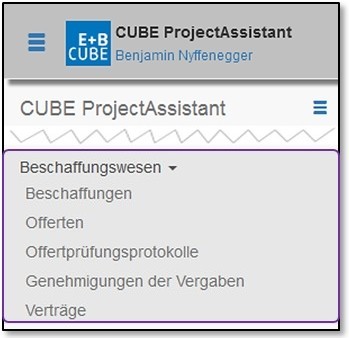 E+B
CUBE
CUBE ProjectAssistant
Benjamin Nyffenegger
CUBE ProjectAssistant
Beschaffungswesen
Beschaffungen
Offerten
Offertprüfungsprotokolle
Genehmigungen der Vergaben
Verträge